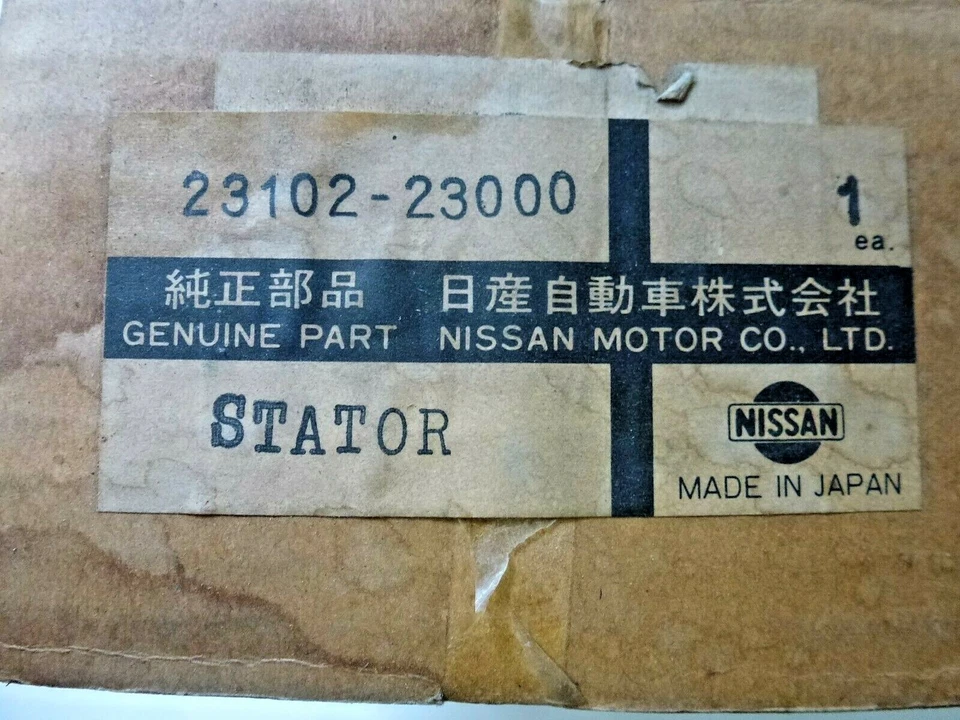 23102-23000
1
ea.
純正部品 日産自動車株式会社
GENUINE PART NISSAN MOTOR CO., LTD.
STATOR
NISSAN
MADE IN JAPAN